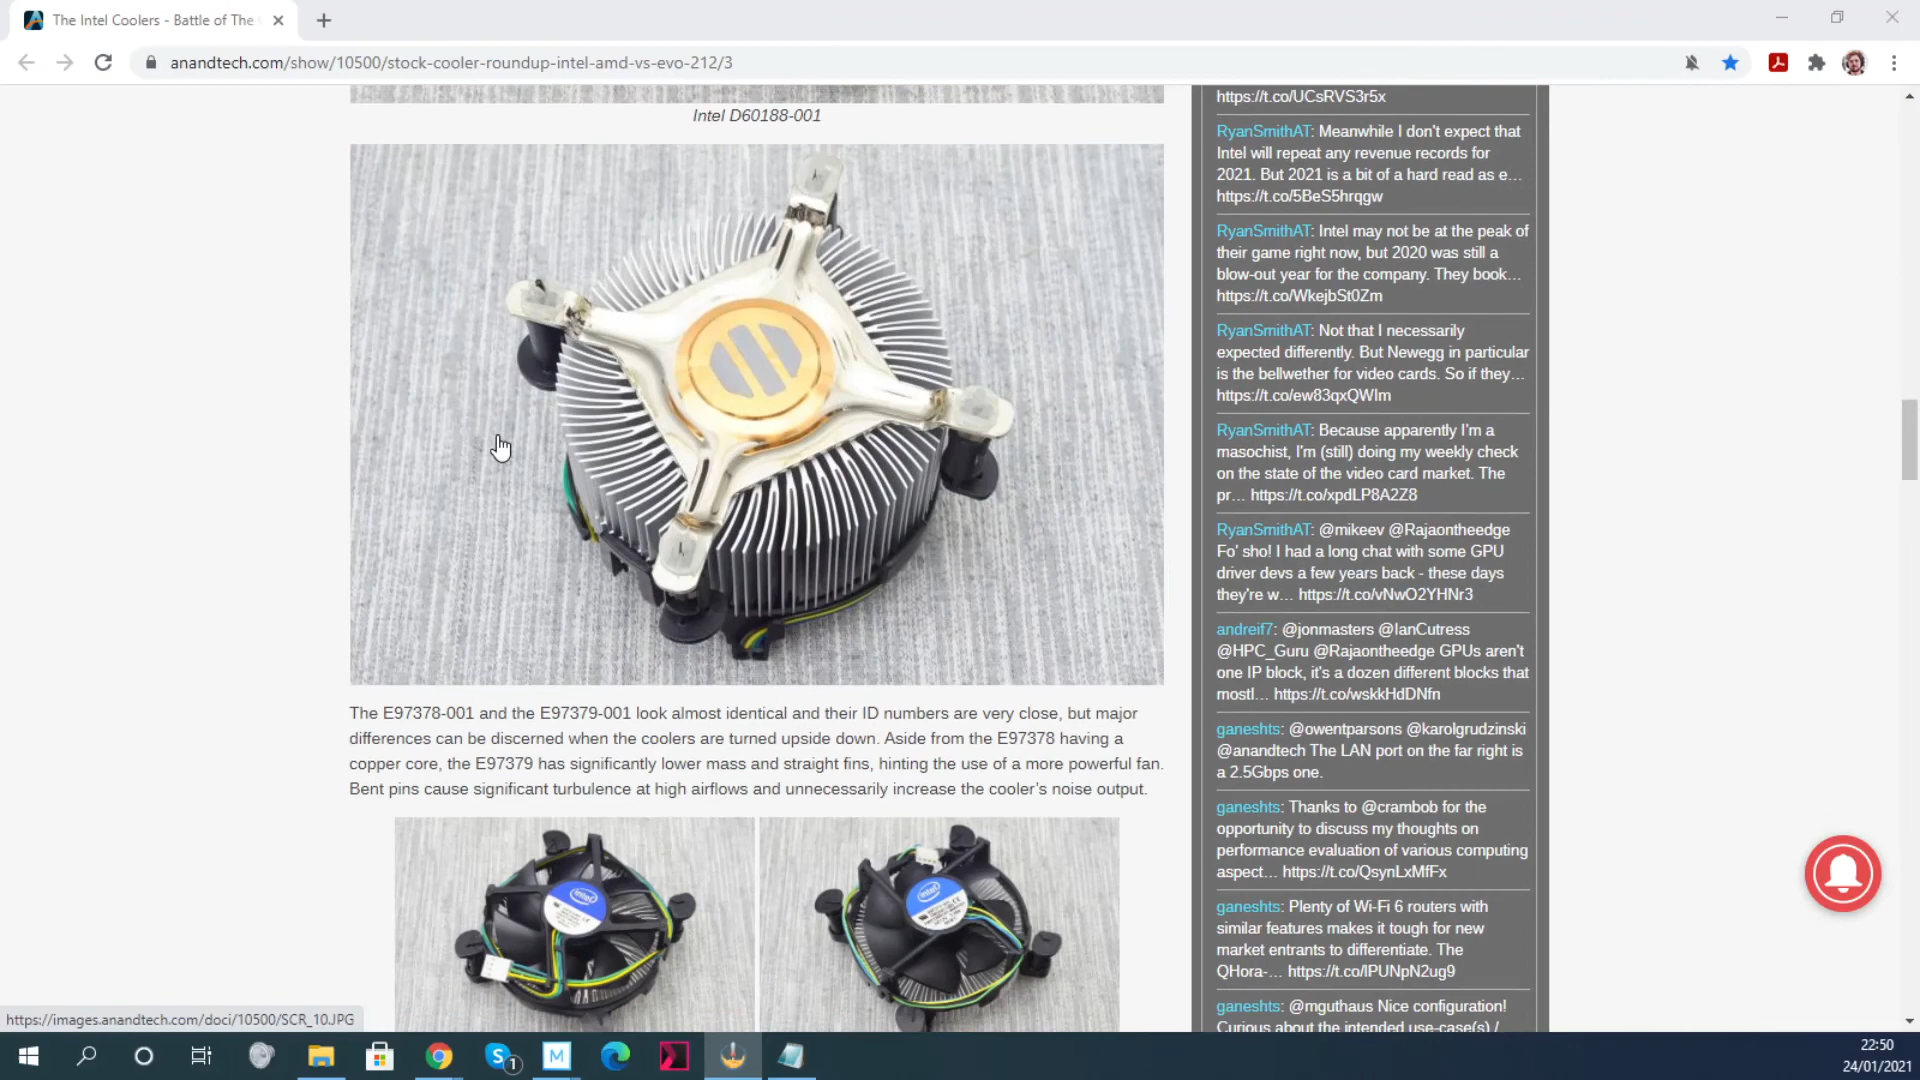 The Intel Coolers - Battle of The
anandtech.com/show/10500/stock-cooler-roundup-intel-amd-vs-evo-212/3
Intel D60188-001
The E97378-001 and the E97379-001 look almost identical and their ID numbers are very close, but major
differences can be discerned when the coolers are turned upside down. Aside from the E97378 having a
copper core, the E97379 has significantly lower mass and straight fins, hinting the use of a more powerful fan.
Bent pins cause significant turbulence at high airflows and unnecessarily increase the cooler's noise output.
intel
intel
https://t.co/UCsRVS3r5x
RyanSmithAT: Meanwhile I don't expect that
Intel will repeat any revenue records for
2021. But 2021 is a bit of a hard read as e…
https://t.co/5BeS5hrqgw
RyanSmithAT: Intel may not be at the peak of
their game right now, but 2020 was still a
blow-out year for the company. They book…
https://t.co/WkejbSt0Zm
RyanSmithAT: Not that I necessarily
expected differently. But Newegg in particular
is the bellwether for video cards. So if they…
https://t.co/ew83qxQWlm
RyanSmithAT: Because apparently I'm a
masochist, I'm (still) doing my weekly check
on the state of the video card market. The
pr… https://t.co/xpdLP8A2Z8
RyanSmithAT: @mikeev @Rajaontheedge
Fo' sho! I had a long chat with some GPU
driver devs a few years back - these days
they're w… https://t.co/vNwO2YHNr3
andreif7: @jonmasters @IanCutress
@HPC_Guru @Rajaontheedge GPUs aren't
one IP block, it's a dozen different blocks that
mostl… https://t.co/wskkHdDNfn
ganeshts: @owentparsons @karolgrudzinski
@anandtech The LAN port on the far right is
a 2.5Gbps one.
ganeshts: Thanks to @crambob for the
opportunity to discuss my thoughts on
performance evaluation of various computing
aspect… https://t.co/QsynLxMfFx
ganeshts: Plenty of Wi-Fi 6 routers with
similar features makes it tough for new
market entrants to differentiate. The
QHora-… https://t.co/lPUNpN2ug9
ganeshts: @mguthaus Nice configuration!
Curious about the intended use-case(s) /
https://images.anandtech.com/doci/10500/SCR_10.JPG
S 1
M
22:50
24/01/2021